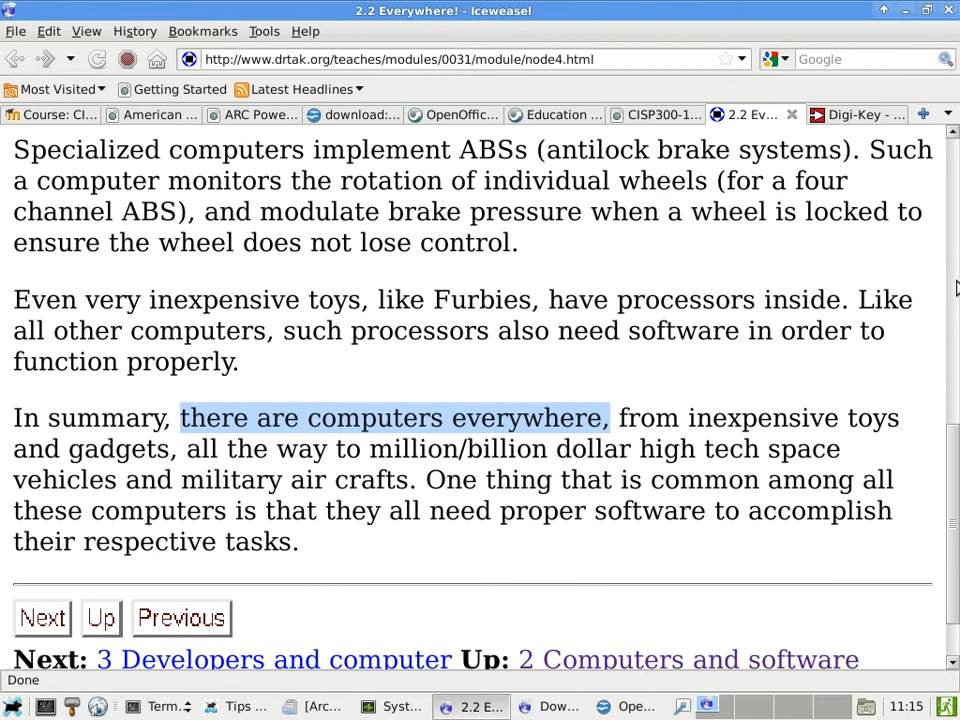 2.2 Everywhere! - Iceweasel
File Edit View History Bookmarks Tools Help
http://www.drtak.org/teaches/modules/0031/module/node4.html
Google
Most Visited Getting Started Latest Headlines
Course: CI... American ... ARC Powe... download:... OpenOffic... Education ... CISP300-1... 2.2 Ev... Digi-Key - ...
Specialized computers implement ABSs (antilock brake systems). Such
a computer monitors the rotation of individual wheels (for a four
channel ABS), and modulate brake pressure when a wheel is locked to
ensure the wheel does not lose control.
Even very inexpensive toys, like Furbies, have processors inside. Like
all other computers, such processors also need software in order to
function properly.
In summary, there are computers everywhere, from inexpensive toys
and gadgets, all the way to million/billion dollar high tech space
vehicles and military air crafts. One thing that is common among all
these computers is that they all need proper software to accomplish
their respective tasks.
Next Up Previous
Next: 3 Developers and computer Up: 2 Computers and software
Done
Term... Tips ... [Arc... Syst... 2.2 E... Dow... Ope... 11:15